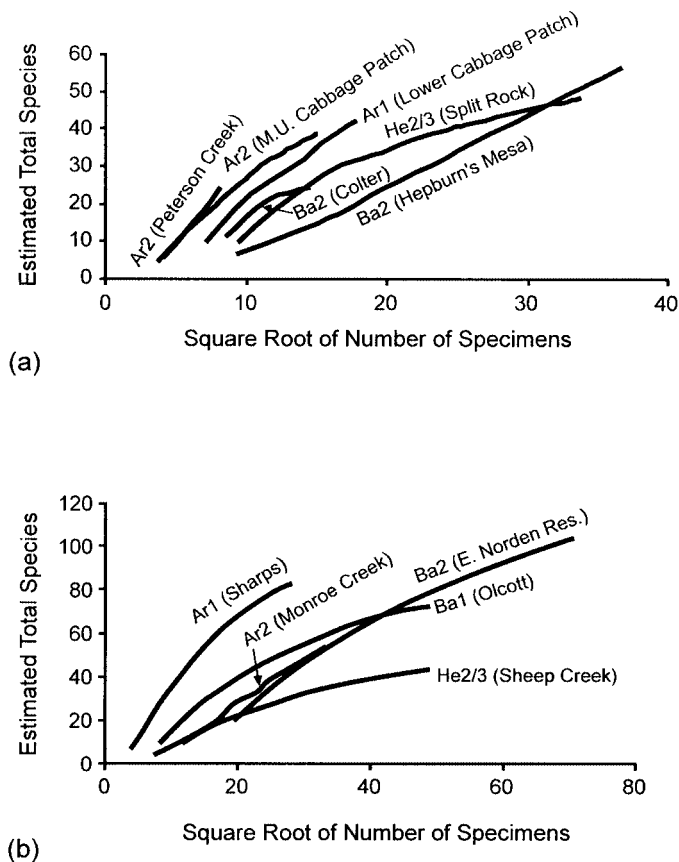 60
50
40
30
20
10
0
Estimated Total Species
Ar2 (Peterson Creek)
Ar2 (M.U. Cabbage Patch)
Ar1 (Lower Cabbage Patch)
He2/3 (Split Rock)
Ba2 (Colter)
Ba2 (Hepburn's Mesa)
0 10 20 30 40
Square Root of Number of Specimens
(a)
120
100
80
60
40
20
0
Estimated Total Species
Ar1 (Sharps)
Ar2 (Monroe Creek)
Ba2 (E. Norden Res.)
Ba1 (Olcott)
He2/3 (Sheep Creek)
0 20 40 60 80
Square Root of Number of Specimens
(b)